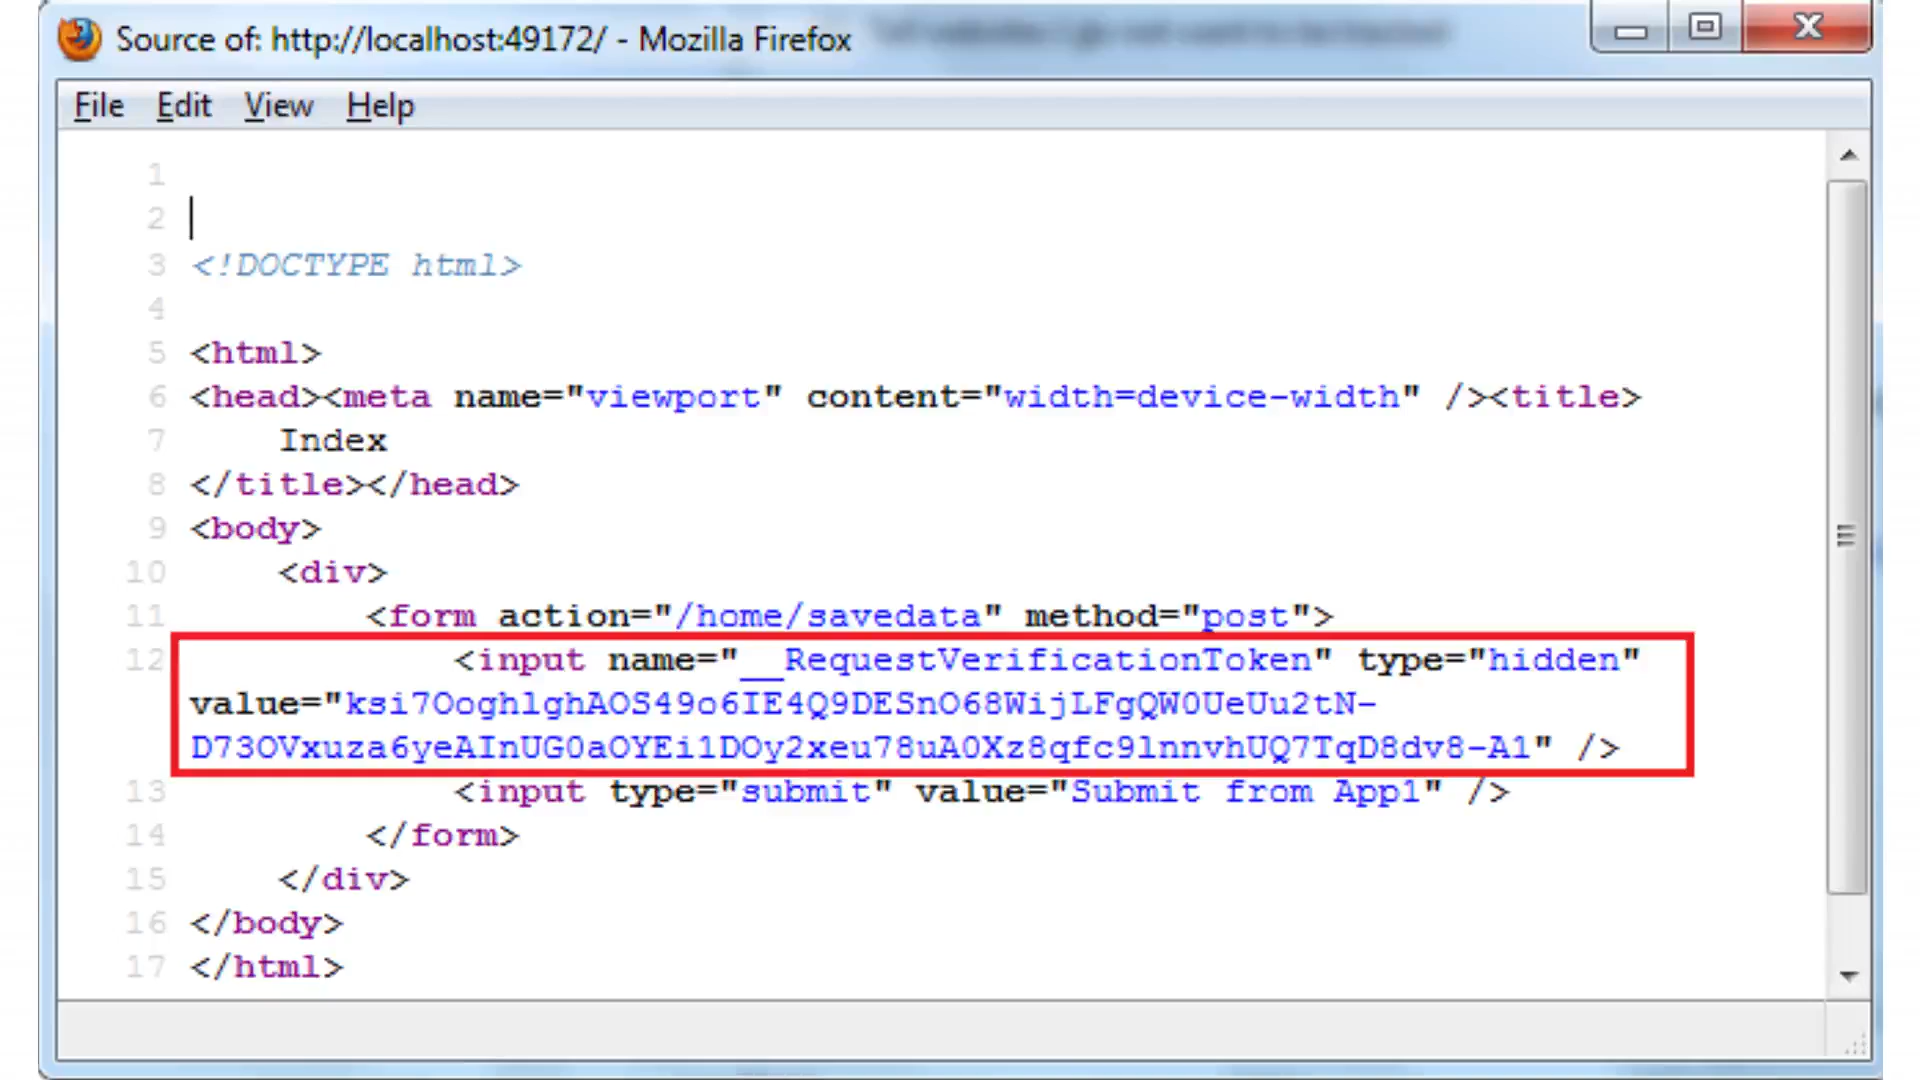 Source of: http://localhost:49172/ - Mozilla Firefox
File Edit View Help
1
2
3 <!DOCTYPE html>
4
5 <html>
6 <head><meta name="viewport" content="width=device-width" /><title>
7 Index
8 </title></head>
9 <body>
10 <div>
11 <form action="/home/savedata" method="post">
12 <input name="__RequestVerificationToken" type="hidden"
value="ksi7OoghlghAOS49o6IE4Q9DESnO68WijLFgQW0UeUu2tN-
D73OVxuza6yeAInUG0aOYEi1DOy2xeu78uA0Xz8qfc9lnnvhUQ7TqD8dv8-A1" />
13 <input type="submit" value="Submit from App1" />
14 </form>
15 </div>
16 </body>
17 </html>